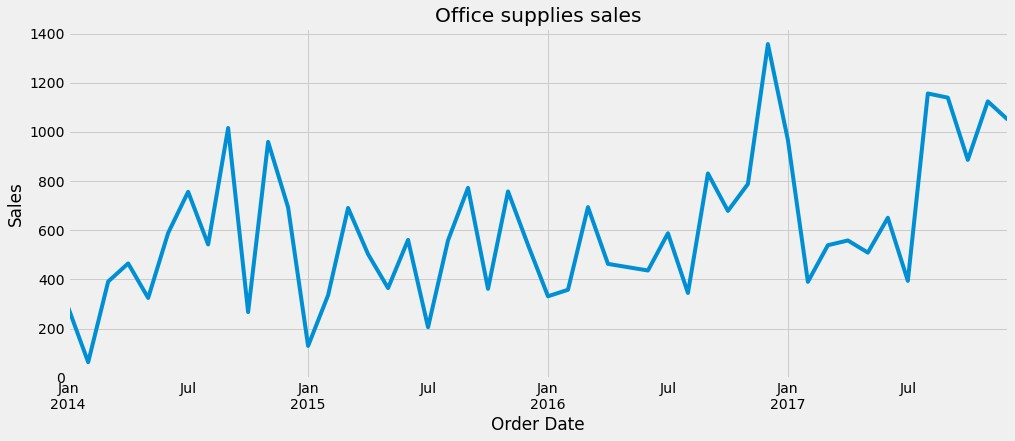 Office supplies sales
1400
1200
1000
800
600
400
200
0
Sales
Jan Jul Jan Jul Jan Jul Jan Jul
2014 2015 2016 2017
Order Date